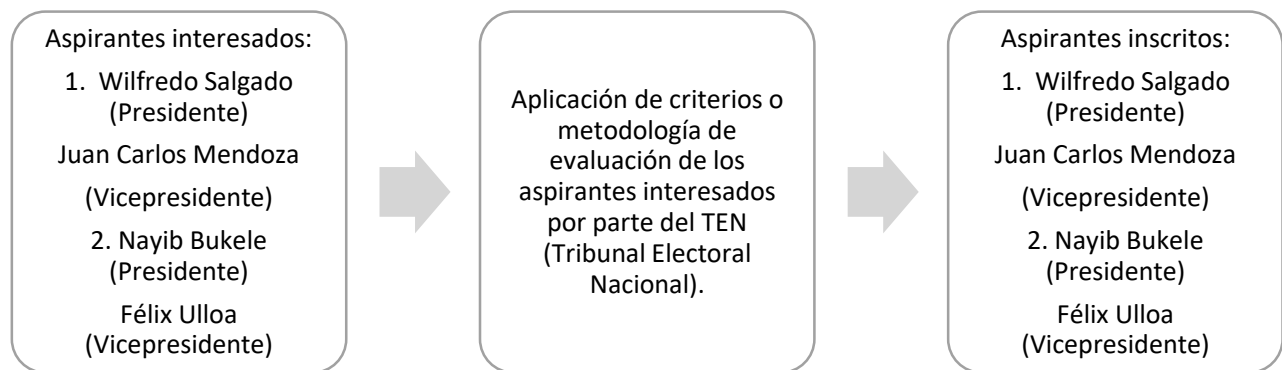 Aspirantes interesados:
1. Wilfredo Salgado
(Presidente)
Juan Carlos Mendoza
(Vicepresidente)
2. Nayib Bukele
(Presidente)
Félix Ulloa
(Vicepresidente)
Aplicación de criterios o
metodología de
evaluación de los
aspirantes interesados
por parte del TEN
(Tribunal Electoral
Nacional).
Aspirantes inscritos:
1. Wilfredo Salgado
(Presidente)
Juan Carlos Mendoza
(Vicepresidente)
2. Nayib Bukele
(Presidente)
Félix Ulloa
(Vicepresidente)